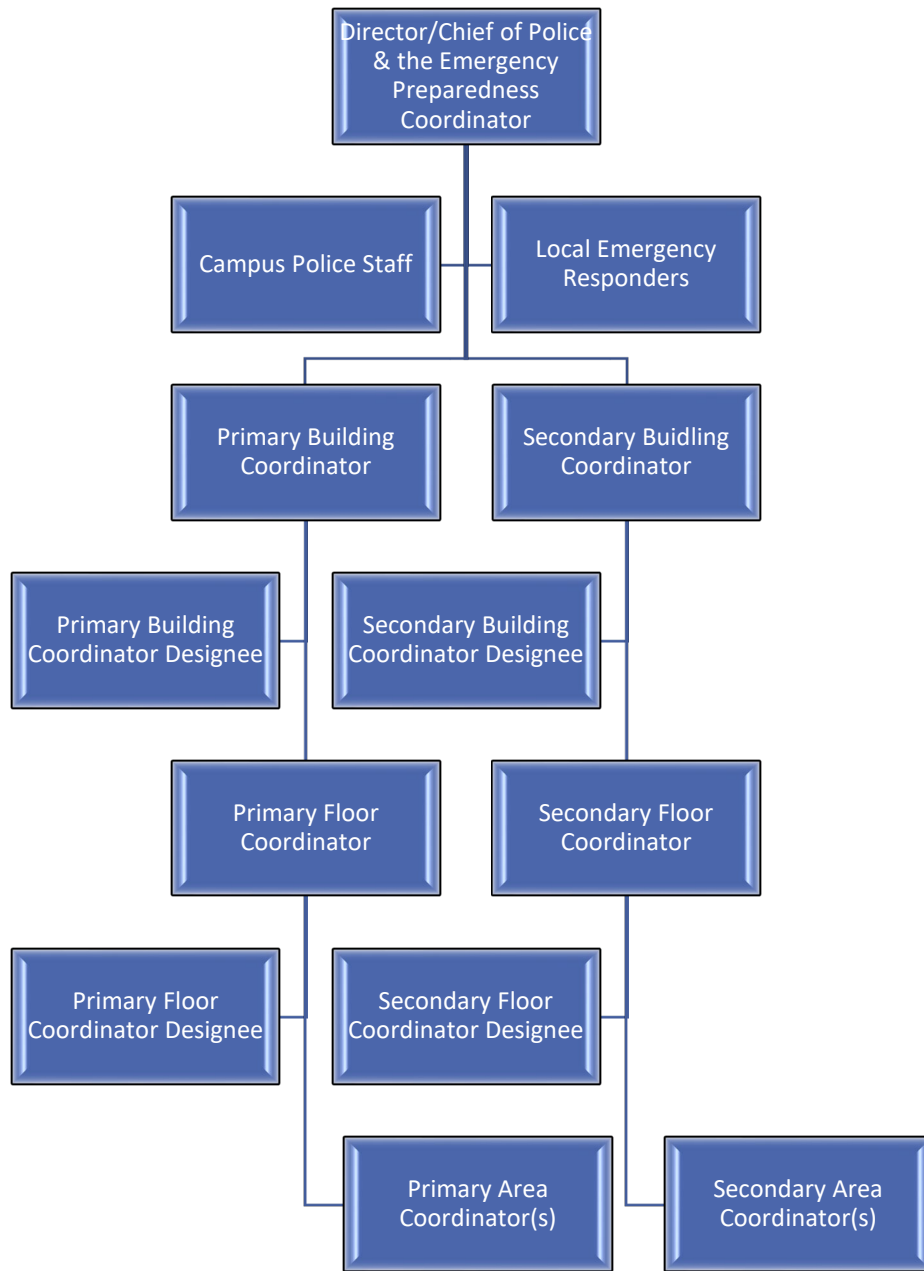 Director/Chief of Police
& the Emergency
Preparedness
Coordinator
Campus Police Staff
Local Emergency
Responders
Primary Building
Coordinator
Secondary Buidling
Coordinator
Primary Building
Coordinator Designee
Secondary Building
Coordinator Designee
Primary Floor
Coordinator
Secondary Floor
Coordinator
Primary Floor
Coordinator Designee
Secondary Floor
Coordinator Designee
Primary Area
Coordinator(s)
Secondary Area
Coordinator(s)